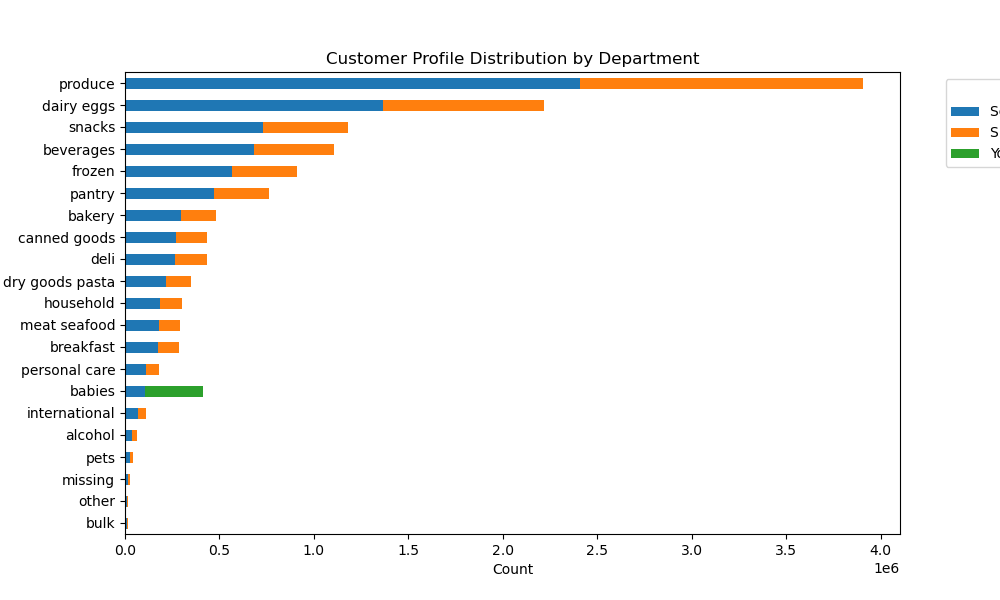 Customer Profile Distribution by Department
produce
dairy eggs
snacks
beverages
frozen
pantry
bakery
canned goods
deli
dry goods pasta
household
meat seafood
breakfast
personal care
babies
international
alcohol
pets
missing
other
bulk
0.0 0.5 1.0 1.5 2.0 2.5 3.0 3.5 4.0
1e6
Count